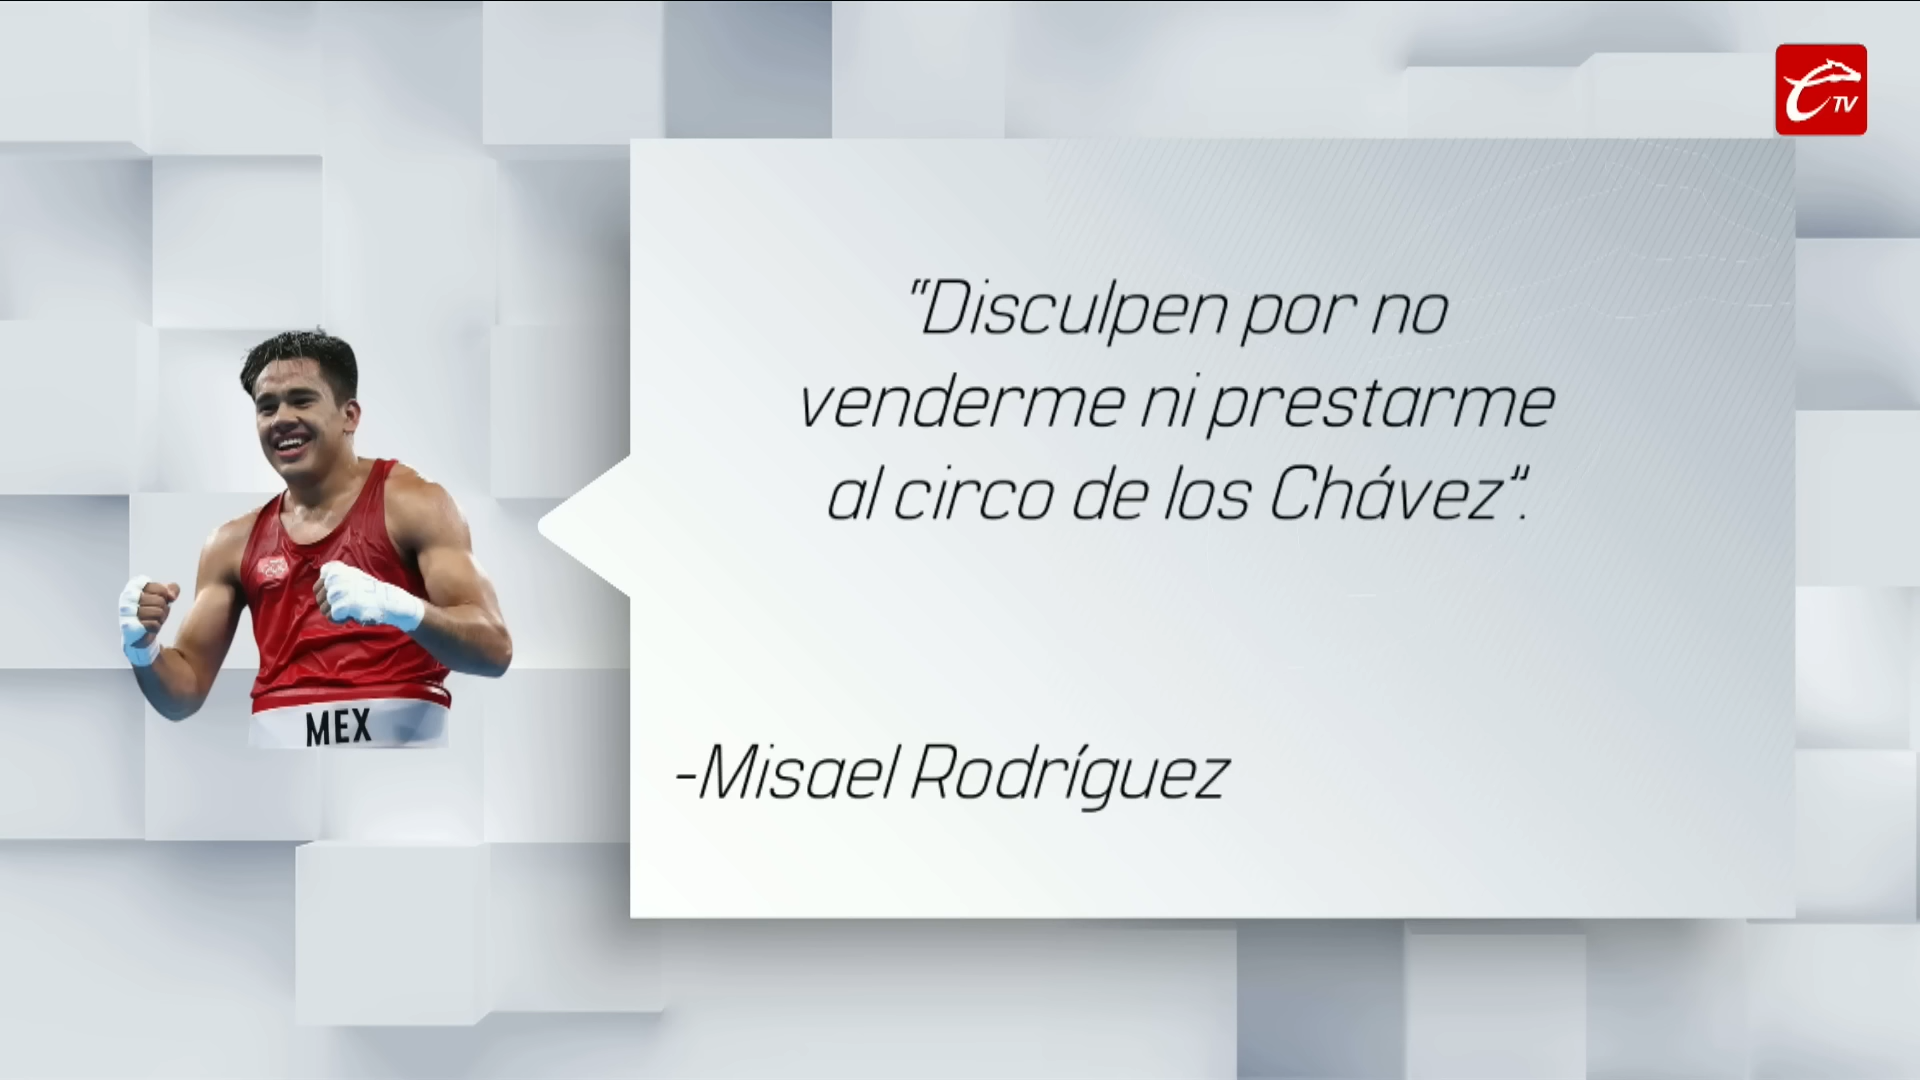 TV
“Disculpen por no
venderme ni prestarme
al circo de los Chávez“.
MEX
-Misael Rodríguez